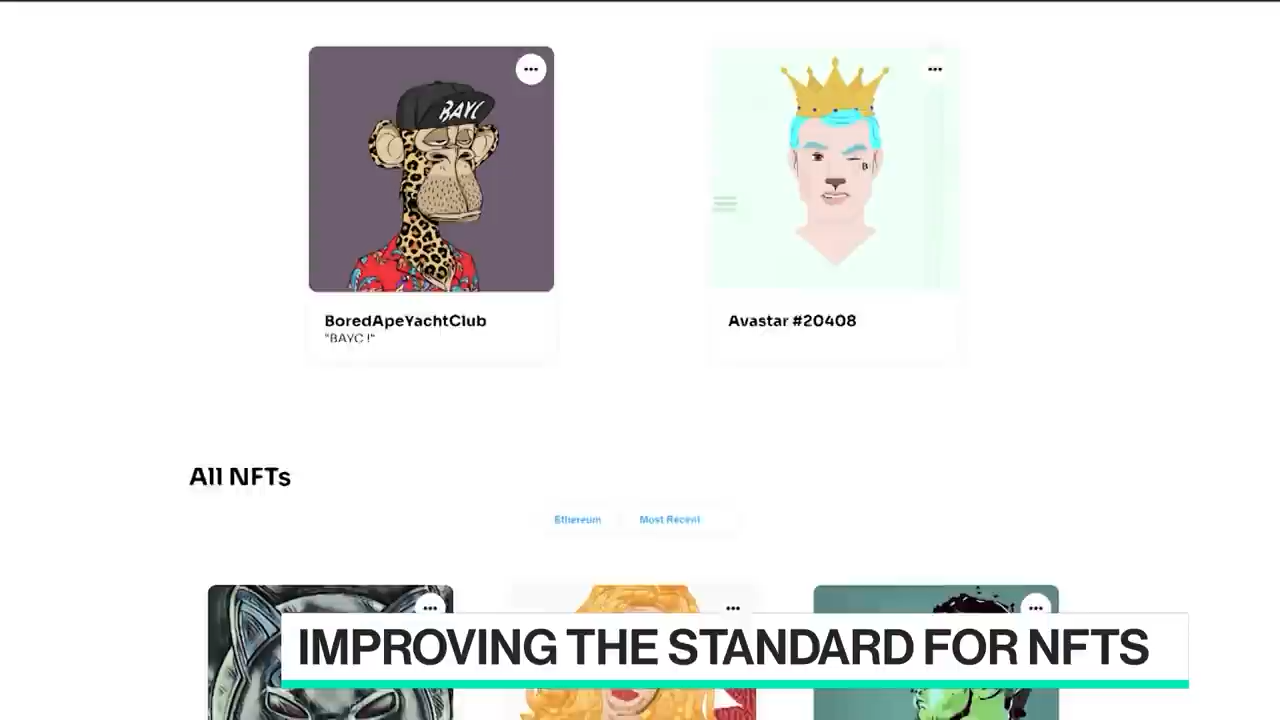 BAYC
BoredApeYachtClub
"BAYC !"
Avastar #20408
All NFTs
Ethereum
Most Recent
IMPROVING THE STANDARD FOR NFTS